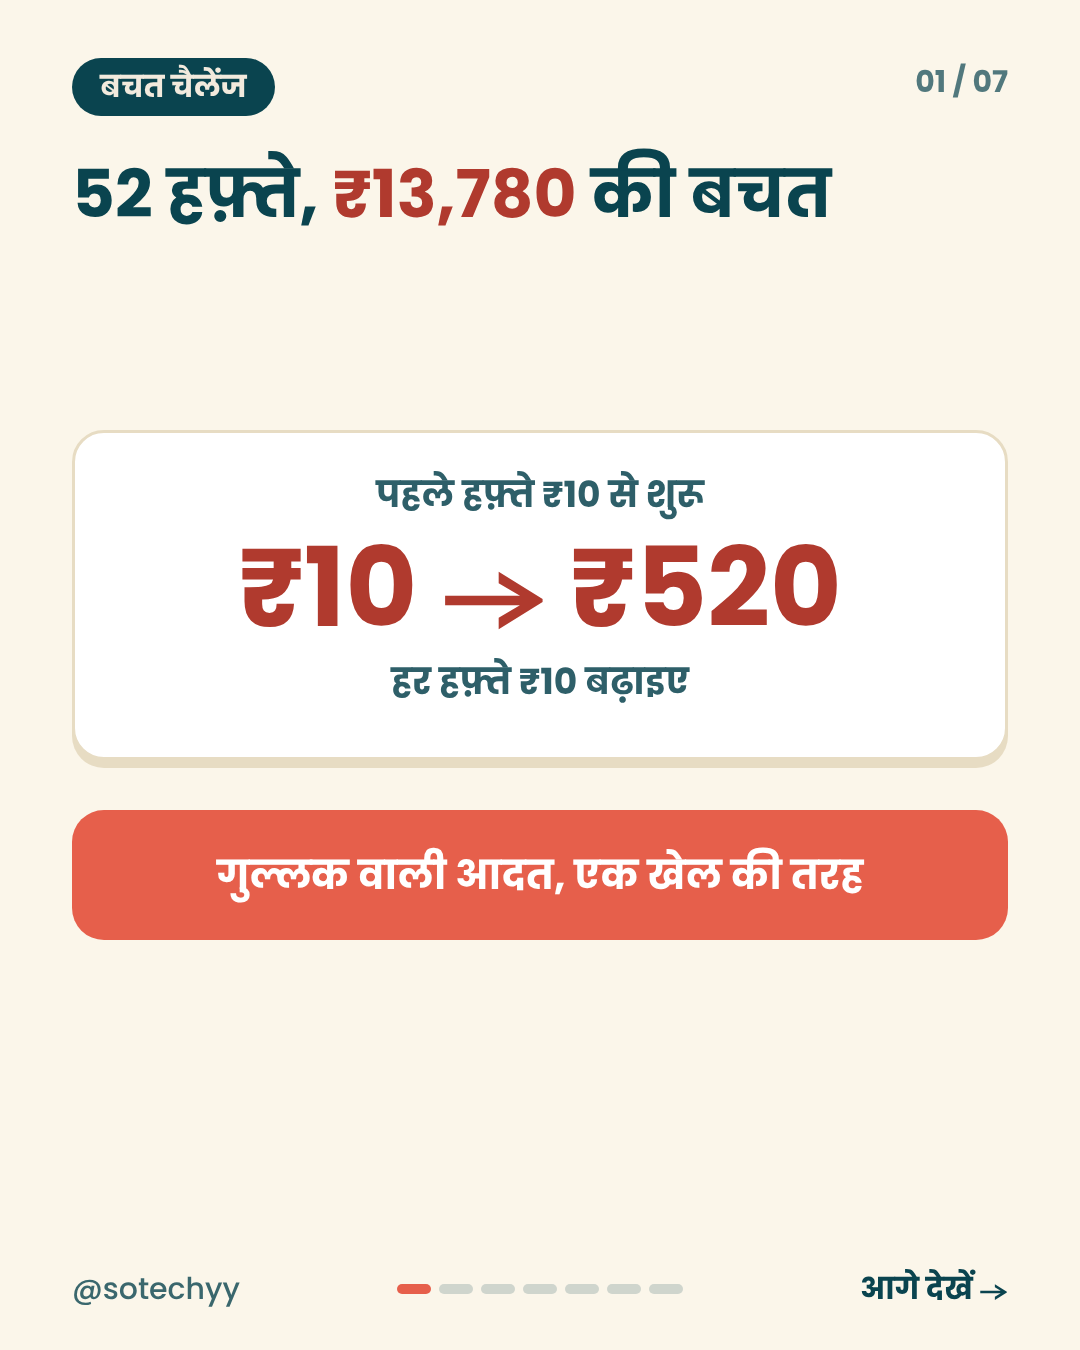 बचत चैलेंज
01 / 07
52 हफ़्ते, ₹13,780 की बचत
पहले हफ़्ते ₹10 से शुरू
₹10 → ₹520
हर हफ़्ते ₹10 बढ़ाइए
गुल्लक वाली आदत, एक खेल की तरह
@sotechyy
आगे देखें →